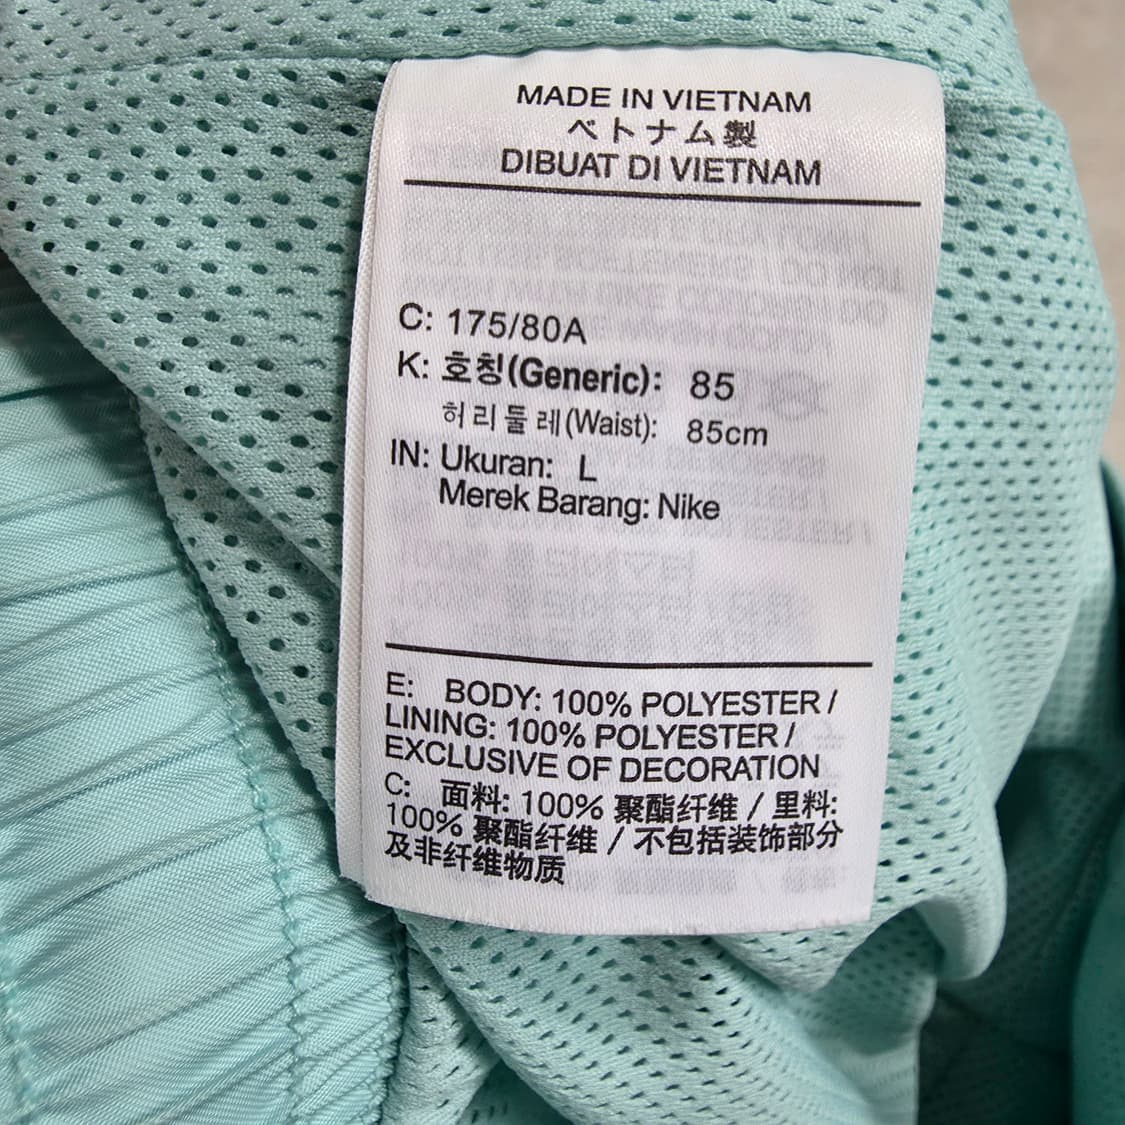 MADE IN VIETNAM
ベトナム製
DIBUAT DI VIETNAM
C: 175/80A
K: 호칭(Generic): 85
허리둘레(Waist): 85cm
IN: Ukuran: L
Merek Barang: Nike
E: BODY: 100% POLYESTER /
LINING: 100% POLYESTER /
EXCLUSIVE OF DECORATION
C: 面料: 100% 聚酯纤维 / 里料:
100% 聚酯纤维 / 不包括装饰部分
及非纤维物质